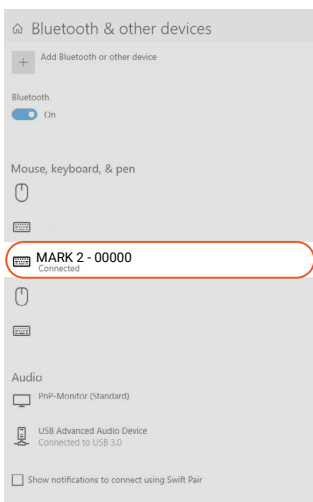 Bluetooth & other devices
Add Bluetooth or other device
Bluetooth
On
Mouse, keyboard, & pen
MARK 2 - 00000
Connected
Audio
PnP-Monitor (Standard)
USB Advanced Audio Device
Connected to USB 3.0
Show notifications to connect using Swift Pair